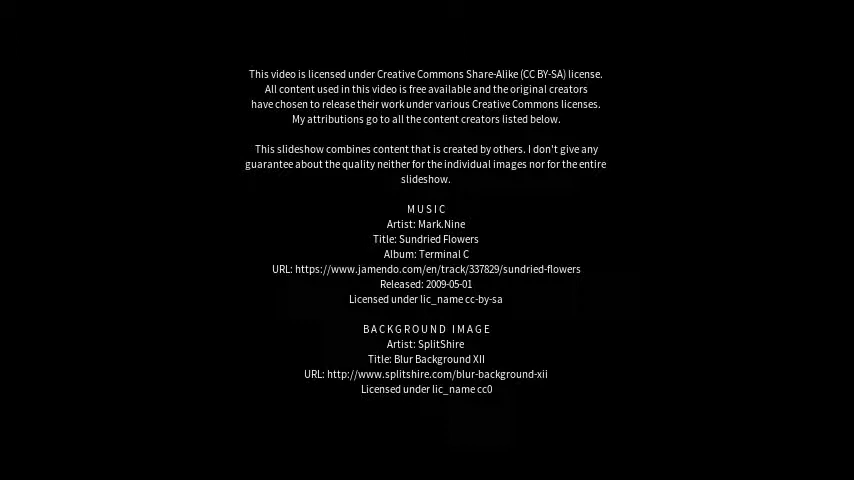 This video is licensed under Creative Commons Share-Alike (CC BY-SA) license.
All content used in this video is free available and the original creators
have chosen to release their work under various Creative Commons licenses.
My attributions go to all the content creators listed below.
This slideshow combines content that is created by others. I don't give any
guarantee about the quality neither for the individual images nor for the entire
slideshow.
MUSIC
Artist: Mark.Nine
Title: Sundried Flowers
Album: Terminal C
URL: https://www.jamendo.com/en/track/337829/sundried-flowers
Released: 2009-05-01
Licensed under lic_name cc-by-sa
BACKGROUND IMAGE
Artist: SplitShire
Title: Blur Background XII
URL: http://www.splitshire.com/blur-background-xii
Licensed under lic_name cc0